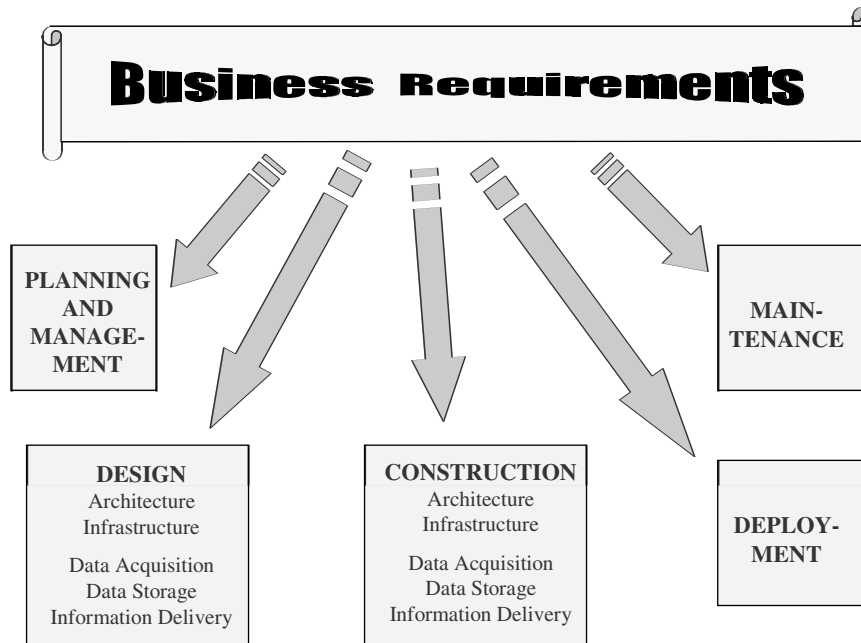 Business Requirements
PLANNING
AND
MANAGE-
MENT
MAIN-
TENANCE
DESIGN
Architecture
Infrastructure
Data Acquisition
Data Storage
Information Delivery
CONSTRUCTION
Architecture
Infrastructure
Data Acquisition
Data Storage
Information Delivery
DEPLOY-
MENT